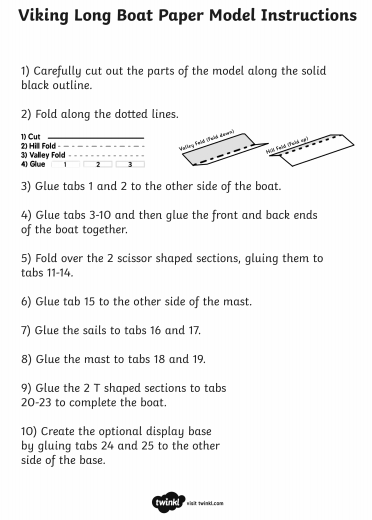 Viking Long Boat Paper Model Instructions
1) Carefully cut out the parts of the model along the solid
black outline.
2) Fold along the dotted lines.
1) Cut
2) Hill Fold
3) Valley Fold
4) Glue 1 2 3
Valley Fold (fold down)
Hill Fold (fold up)
3) Glue tabs 1 and 2 to the other side of the boat.
4) Glue tabs 3-10 and then glue the front and back ends
of the boat together.
5) Fold over the 2 scissor shaped sections, gluing them to
tabs 11-14.
6) Glue tab 15 to the other side of the mast.
7) Glue the sails to tabs 16 and 17.
8) Glue the mast to tabs 18 and 19.
9) Glue the 2 T shaped sections to tabs
20-23 to complete the boat.
10) Create the optional display base
by gluing tabs 24 and 25 to the other
side of the base.
twinkl visit twinkl.com